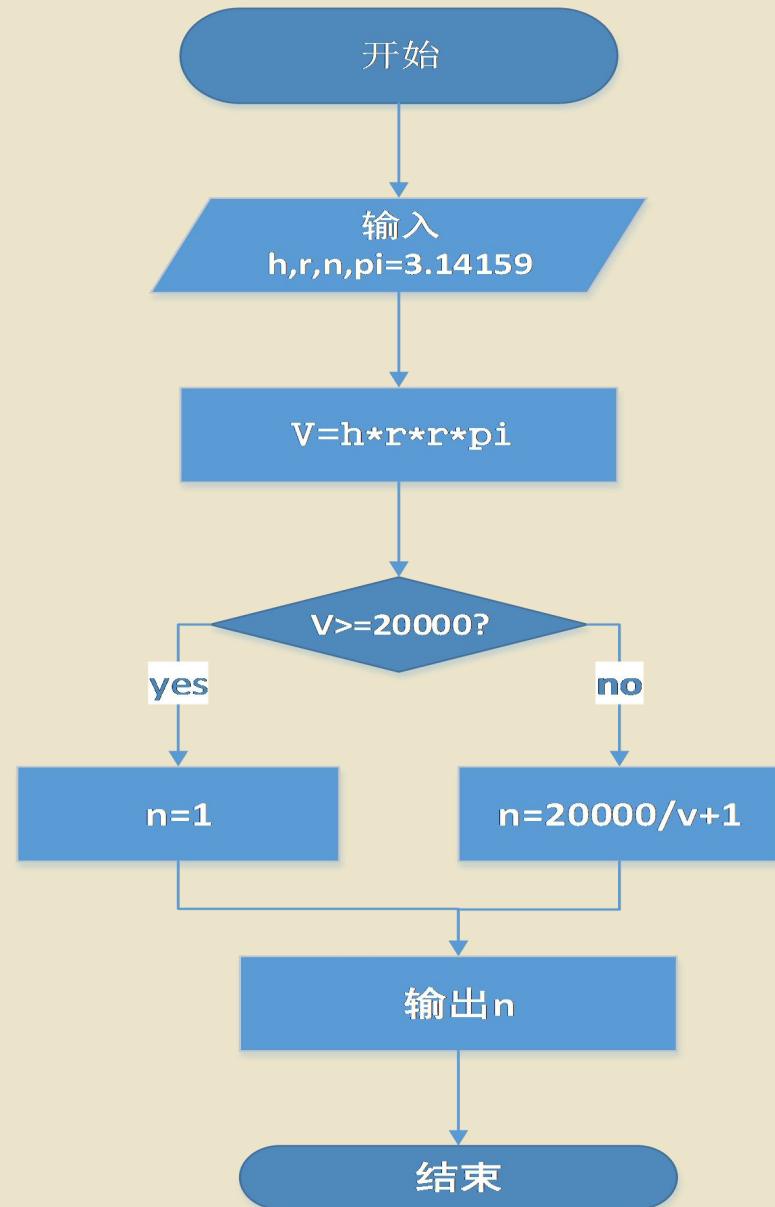 开始
输入
h,r,n,pi=3.14159
V=h*r*r*pi
V>=20000?
yes
no
n=1
n=20000/v+1
输出n
结束